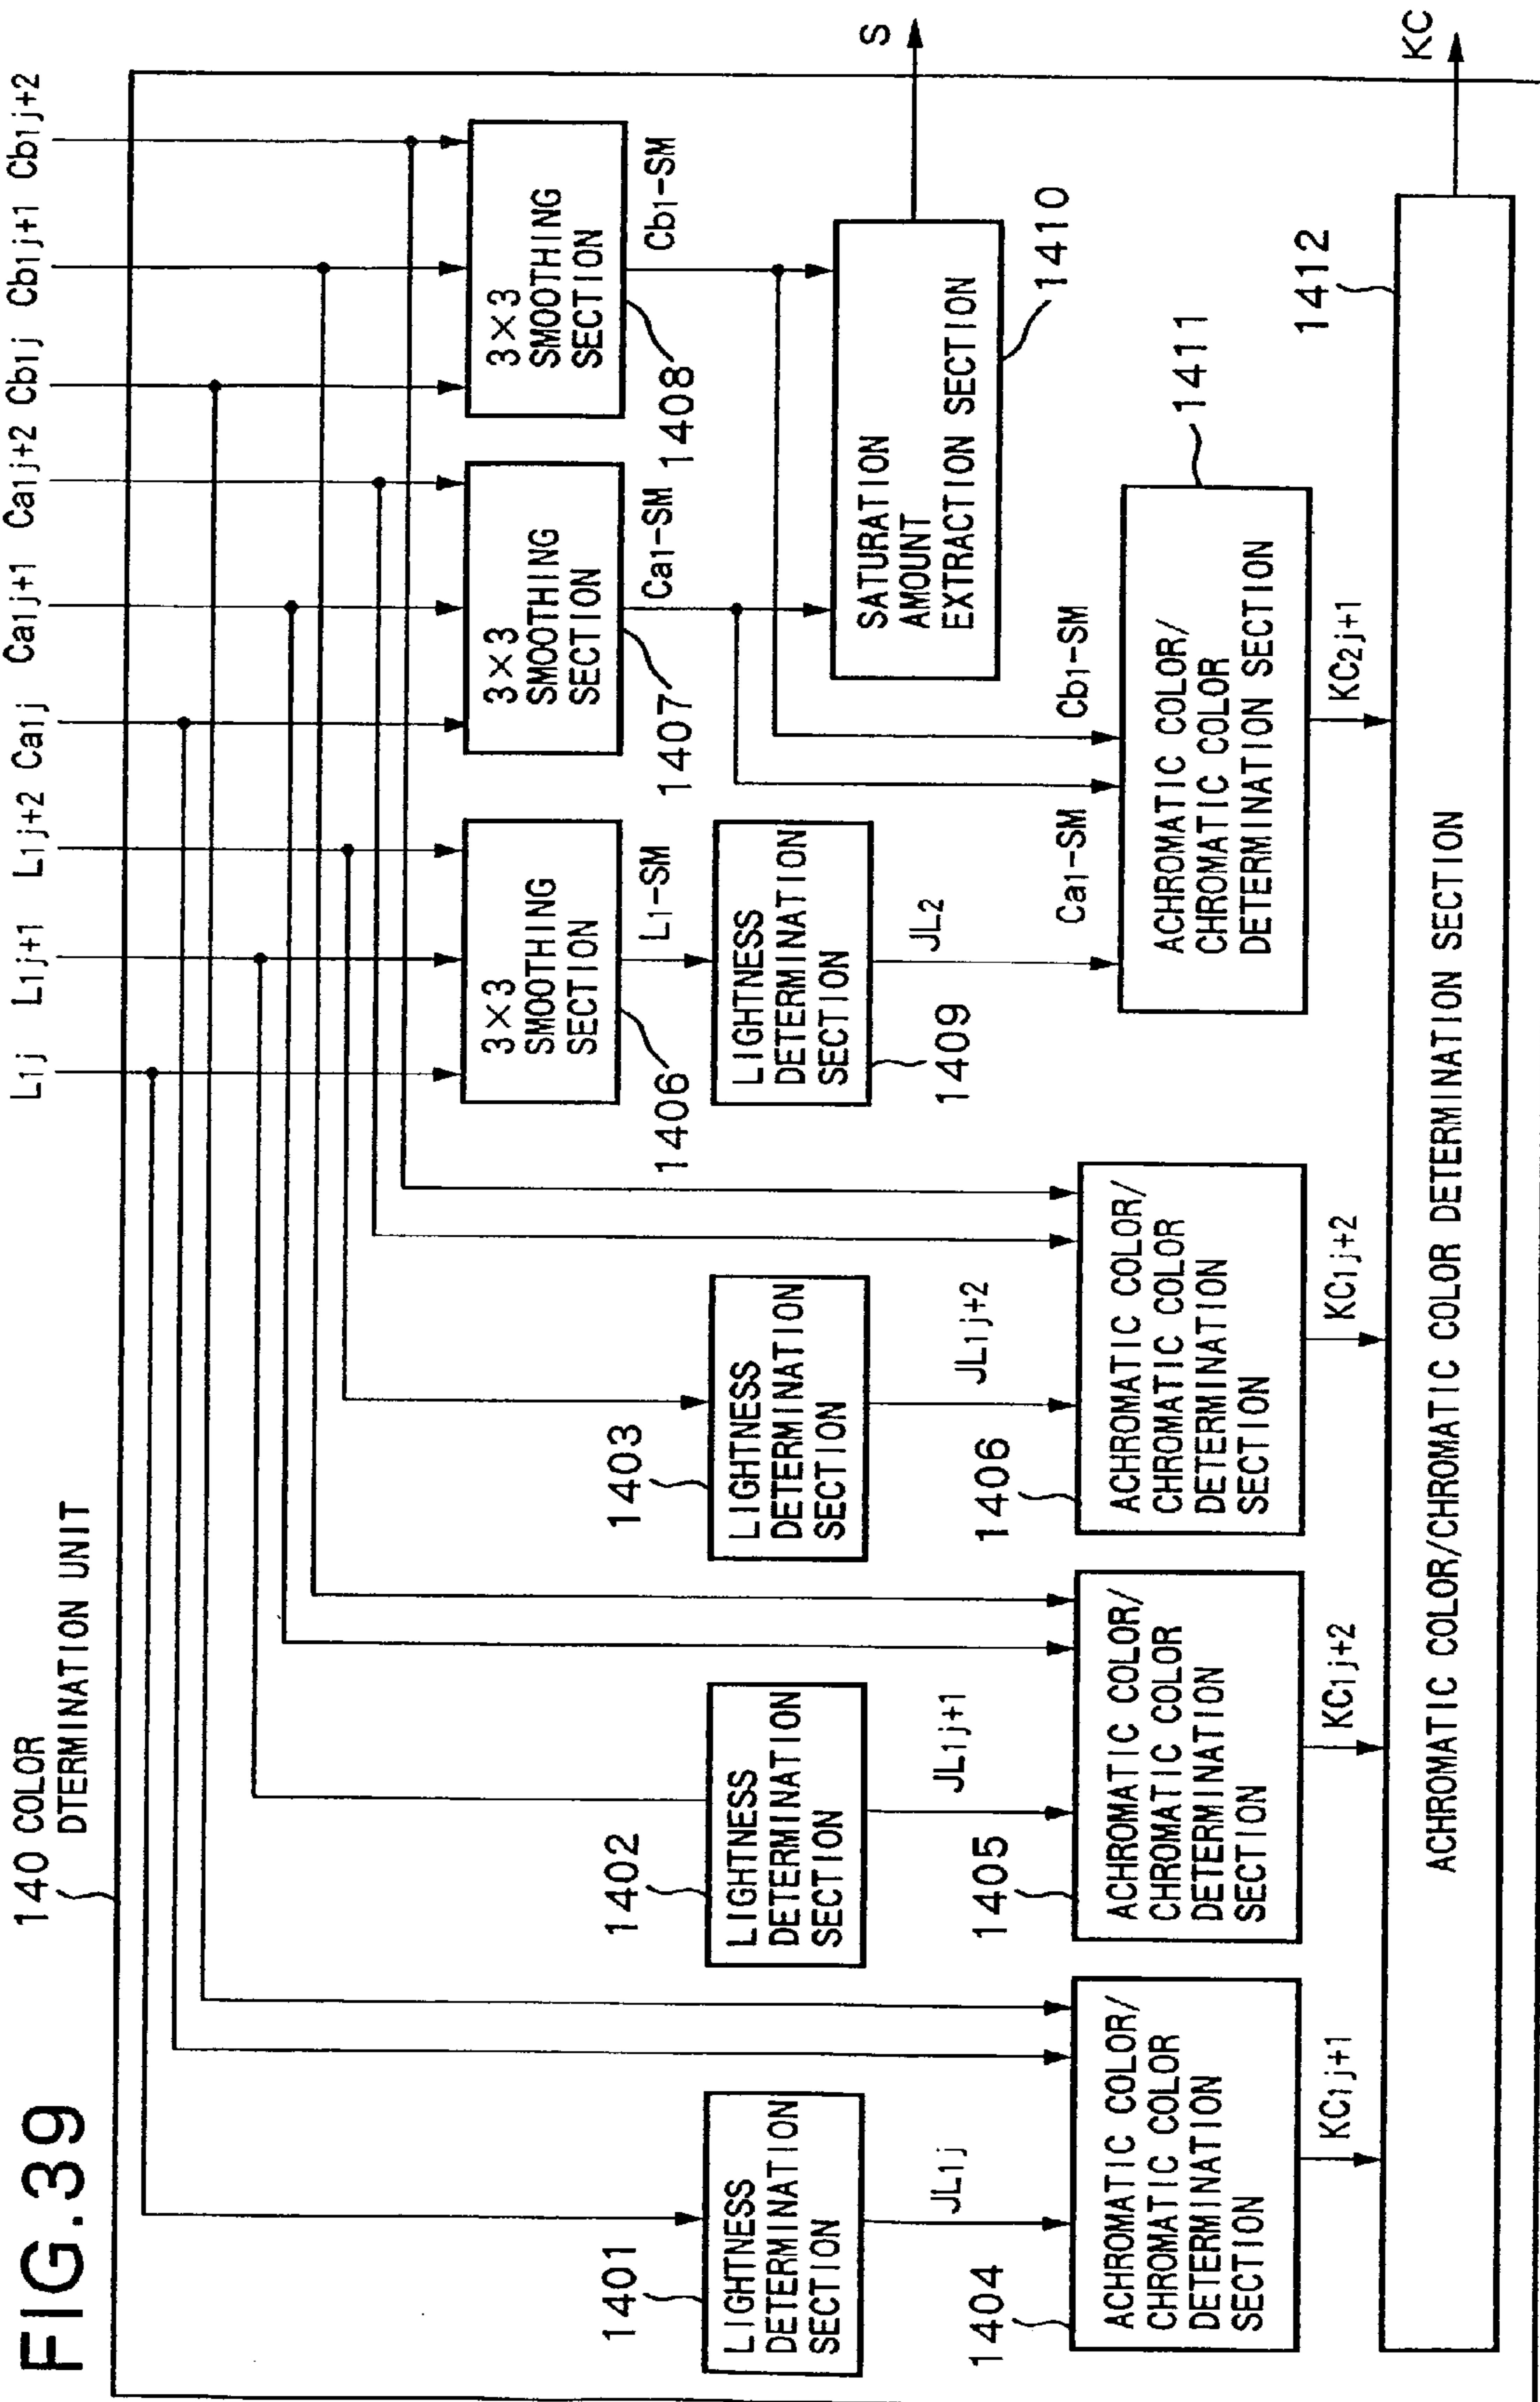 FIG.39
140 COLOR
DTERMINATION UNIT
L1j L1j+1 L1j+2 Ca1j Ca1j+1 Ca1j+2 Cb1j Cb1j+1 Cb1j+2
3×3
SMOOTHING
SECTION
1406
3×3
SMOOTHING
SECTION
1407
3×3
SMOOTHING
SECTION
1408
L1-SM
Ca1-SM
Cb1-SM
1401
LIGHTNESS
DETERMINATION
SECTION
1402
LIGHTNESS
DETERMINATION
SECTION
1403
LIGHTNESS
DETERMINATION
SECTION
LIGHTNESS
DETERMINATION
SECTION
1409
SATURATION
AMOUNT
EXTRACTION SECTION
1410
S
JL1j
JL1j+1
JL1j+2
JL2
Ca1-SM
Cb1-SM
1404
ACHROMATIC COLOR/
CHROMATIC COLOR
DETERMINATION
SECTION
1405
ACHROMATIC COLOR/
CHROMATIC COLOR
DETERMINATION
SECTION
1406
ACHROMATIC COLOR/
CHROMATIC COLOR
DETERMINATION
SECTION
ACHROMATIC COLOR/
CHROMATIC COLOR
DETERMINATION SECTION
1411
KC1j+1
KC1j+2
KC1j+2
KC2j+1
1412
ACHROMATIC COLOR/CHROMATIC COLOR DETERMINATION SECTION
KC